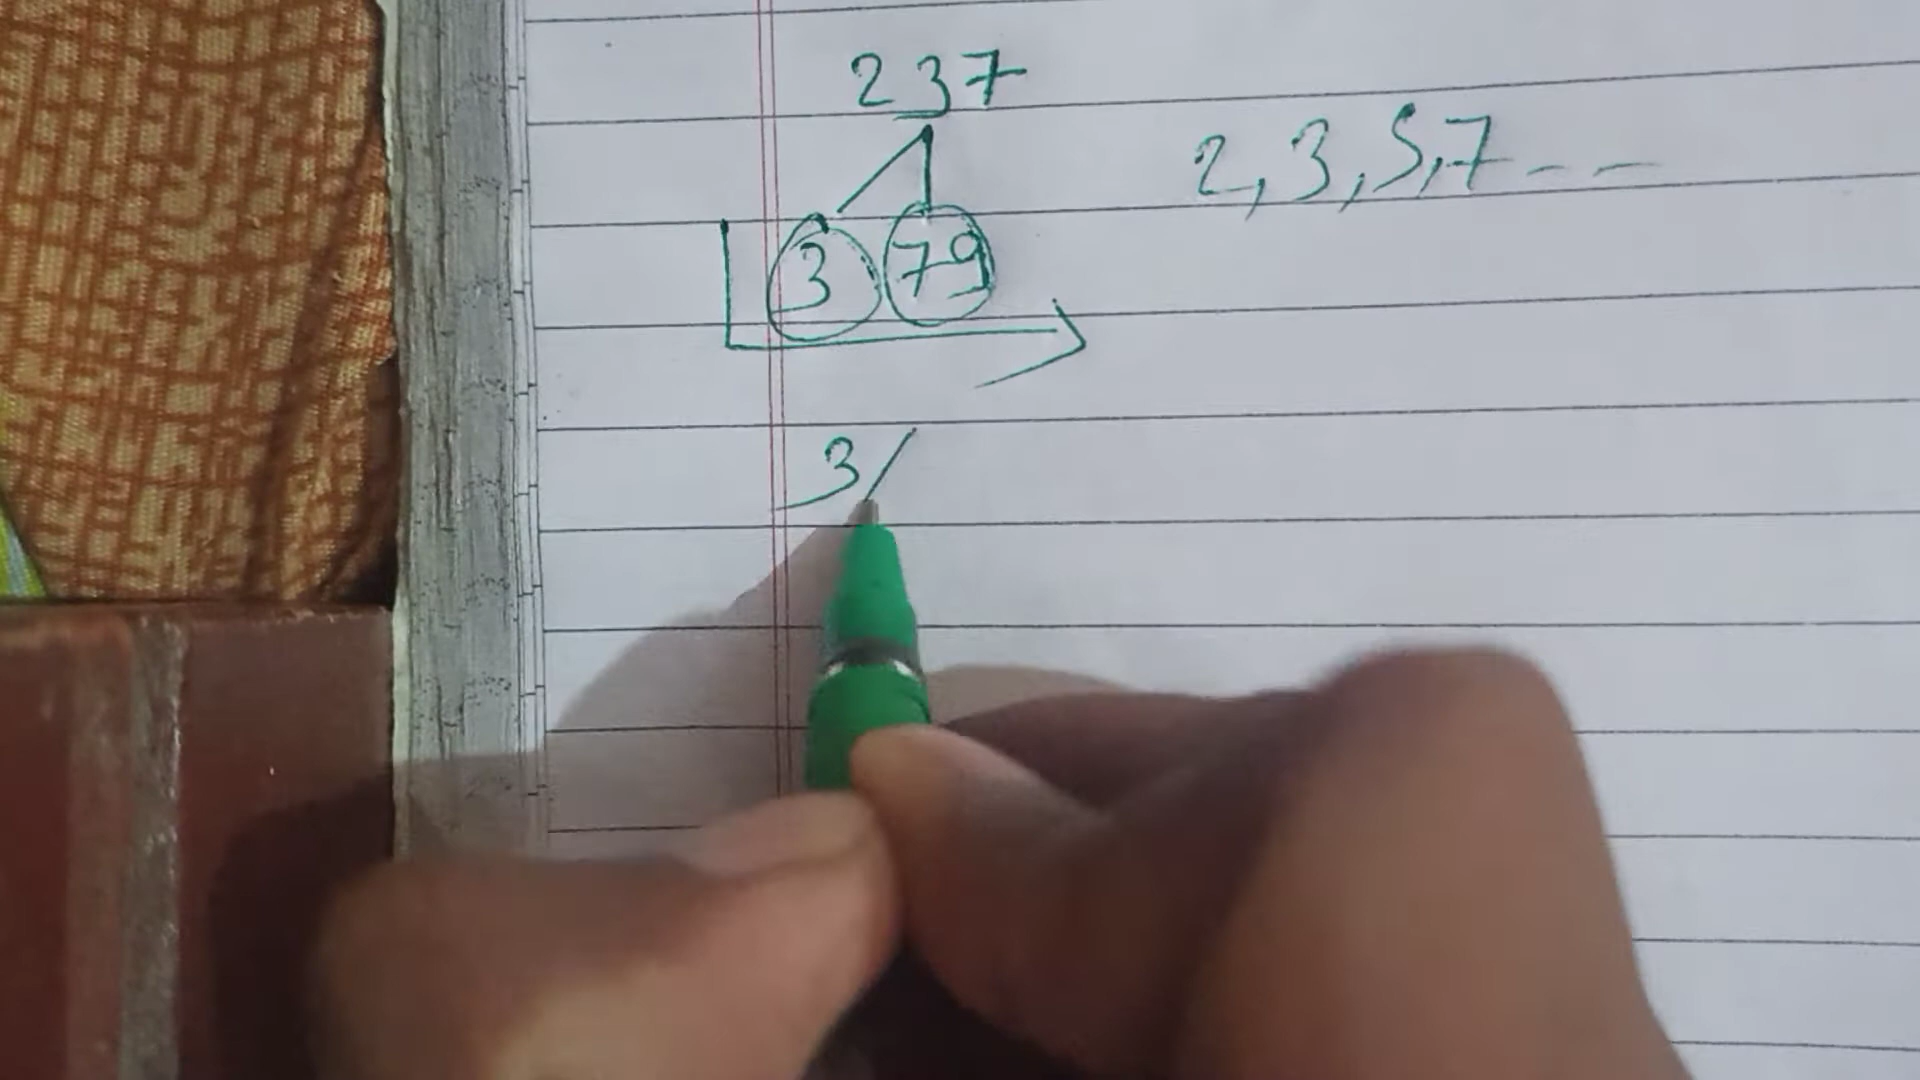 237
2, 3, 5, 7 - -
3 79
3/